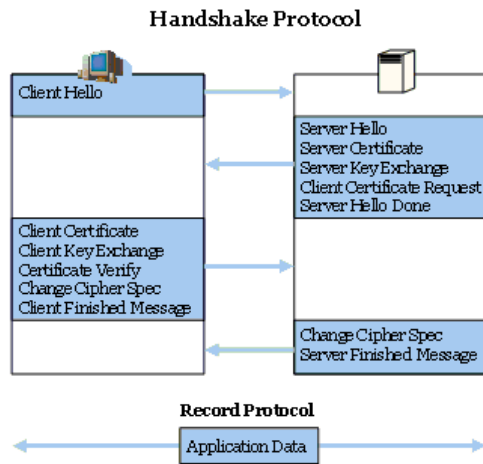 Handshake Protocol
Client Hello
Server Hello
Server Certificate
Server Key Exchange
Client Certificate Request
Server Hello Done
Client Certificate
Client Key Exchange
Certificate Verify
Change Cipher Spec
Client Finished Message
Change Cipher Spec
Server Finished Message
Record Protocol
Application Data